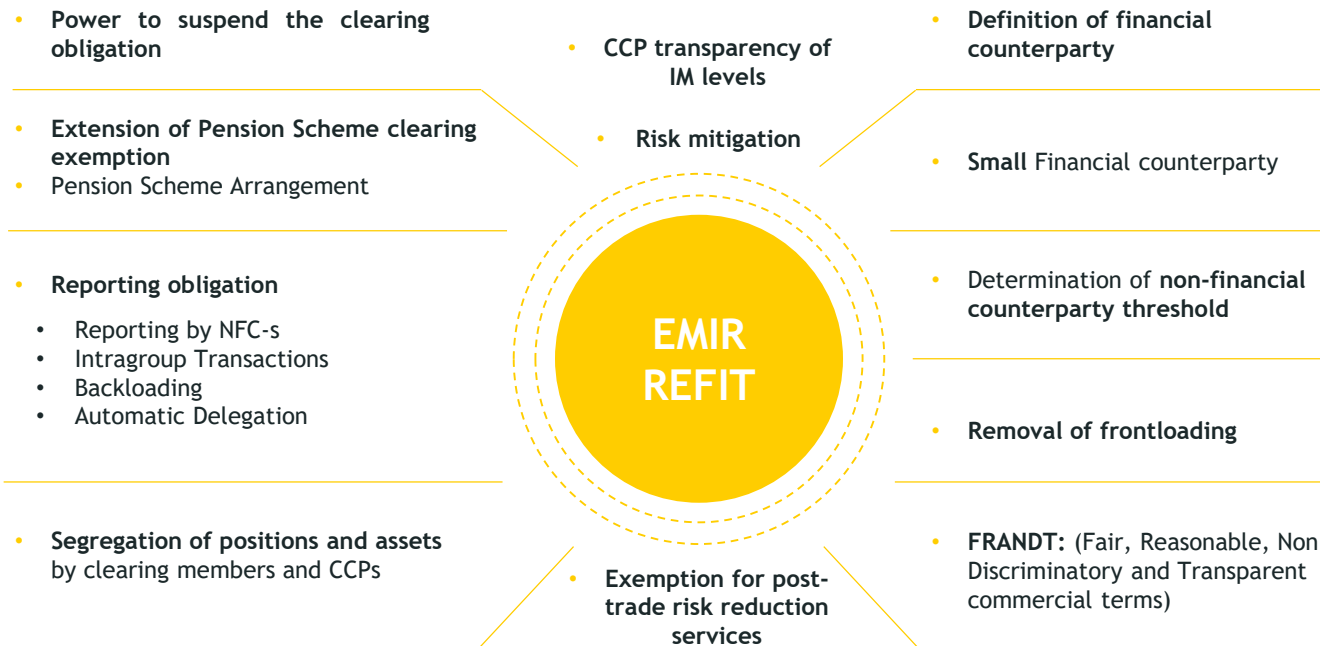 • Power to suspend the clearing
obligation
• Extension of Pension Scheme clearing
exemption
• Pension Scheme Arrangement
• Reporting obligation
• Reporting by NFC-s
• Intragroup Transactions
• Backloading
• Automatic Delegation
• Segregation of positions and assets
by clearing members and CCPs
• CCP transparency of
IM levels
• Risk mitigation
EMIR
REFIT
• Exemption for post-
trade risk reduction
services
• Definition of financial
counterparty
• Small Financial counterparty
• Determination of non-financial
counterparty threshold
• Removal of frontloading
• FRANDT: (Fair, Reasonable, Non
Discriminatory and Transparent
commercial terms)